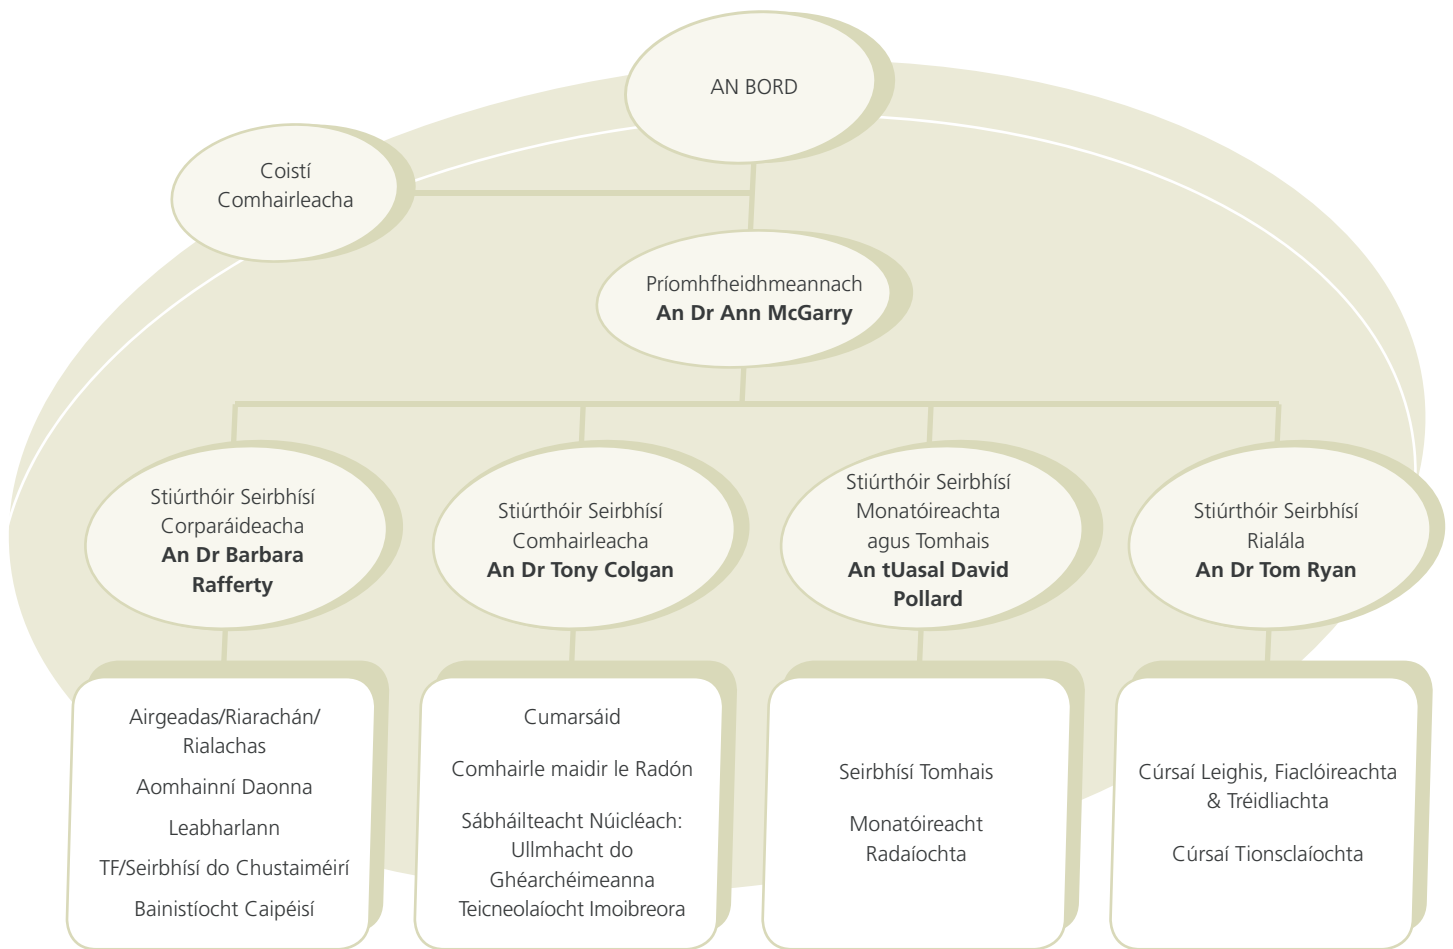 AN BORD
Coistí
Comhairleacha
Príomhfheidhmeannach
An Dr Ann McGarry
Stiúrthóir Seirbhísí
Corparáideacha
An Dr Barbara
Rafferty
Stiúrthóir Seirbhísí
Comhairleacha
An Dr Tony Colgan
Stiúrthóir Seirbhísí
Monatóireachta
agus Tomhais
An tUasal David
Pollard
Stiúrthóir Seirbhísí
Rialála
An Dr Tom Ryan
Airgeadas/Riarachán/
Rialachas
Aomhainní Daonna
Leabharlann
TF/Seirbhísí do Chustaiméirí
Bainistíocht Caipéisí
Cumarsáid
Comhairle maidir le Radón
Sábháilteacht Núicléach:
Ullmhacht do
Ghéarchéimeanna
Teicneolaíocht Imoibreora
Seirbhísí Tomhais
Monatóireacht
Radaíochta
Cúrsaí Leighis, Fiaclóireachta
& Tréidliachta
Cúrsaí Tionsclaíochta